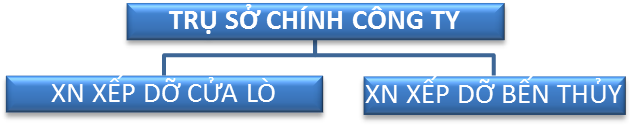 TRỤ SỞ CHÍNH CÔNG TY
XN XẾP DỠ CỬA LÒ
XN XẾP DỠ BẾN THỦY